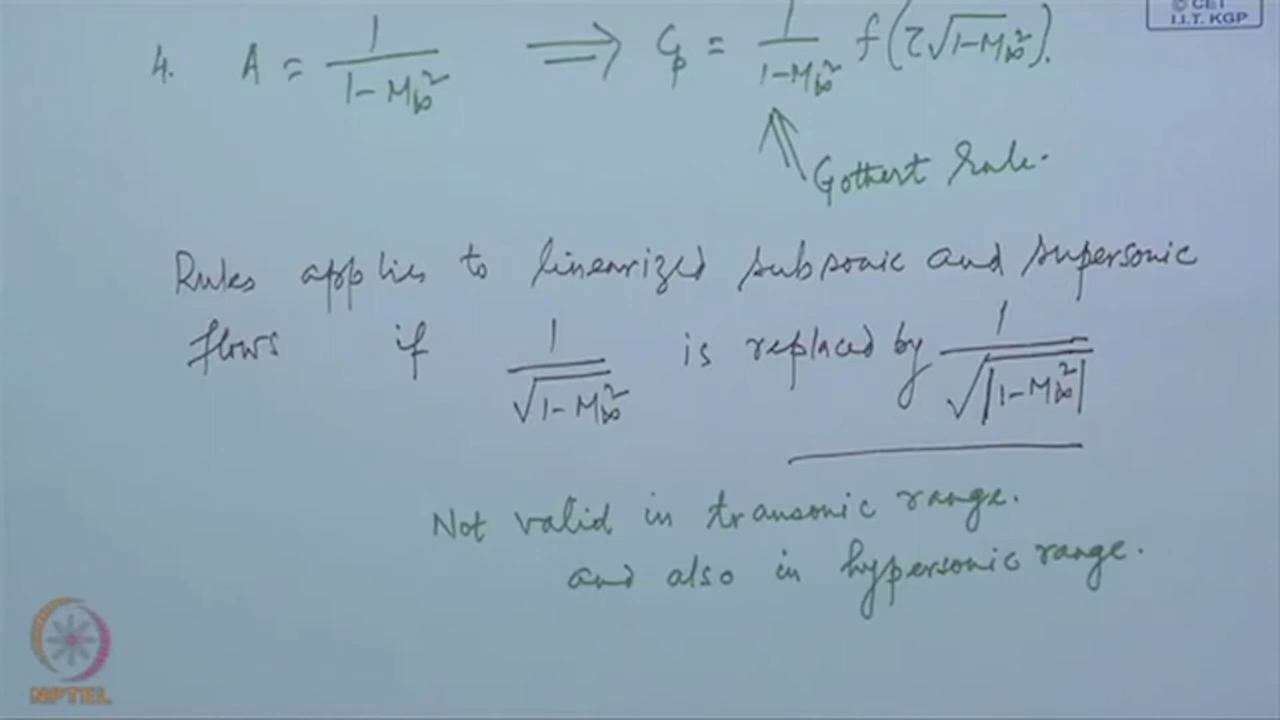 © CET
I.I.T. KGP
4. A = 1/(1-M∞²) ⟹ Cp = 1/(1-M∞²) f(τ√(1-M∞²)).
Gothert Rule.
Rules applies to linearized subsonic and supersonic
flows if 1/√(1-M∞²) is replaced by 1/√|1-M∞²|
Not valid in transonic range.
and also in hypersonic range.
NPTEL